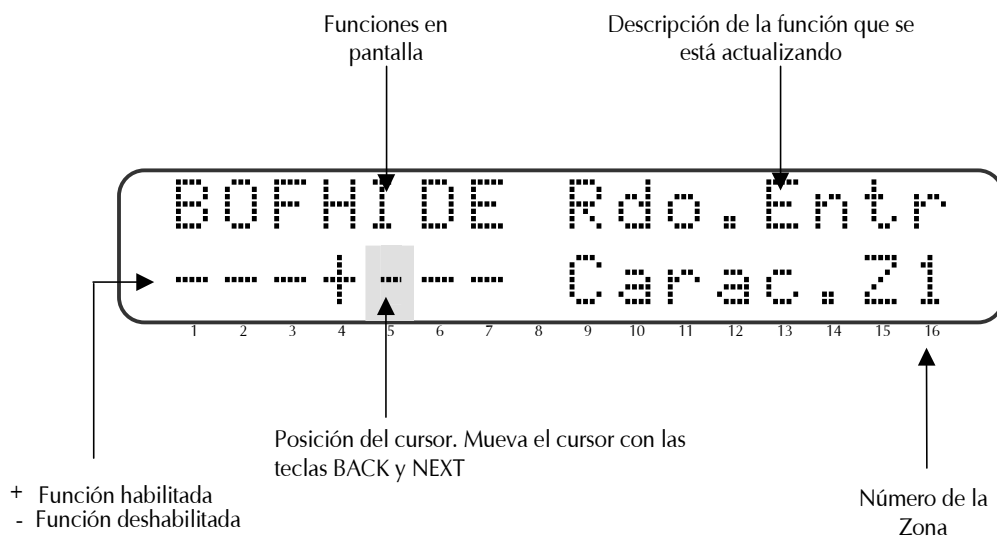 Funciones en
pantalla
Descripción de la función que se
está actualizando
BOFHIDE Rdo.Entr
---+--- Carac.Z1
1 2 3 4 5 6 7 8 9 10 11 12 13 14 15 16
Posición del cursor. Mueva el cursor con las
teclas BACK y NEXT
+ Función habilitada
- Función deshabilitada
Número de la
Zona